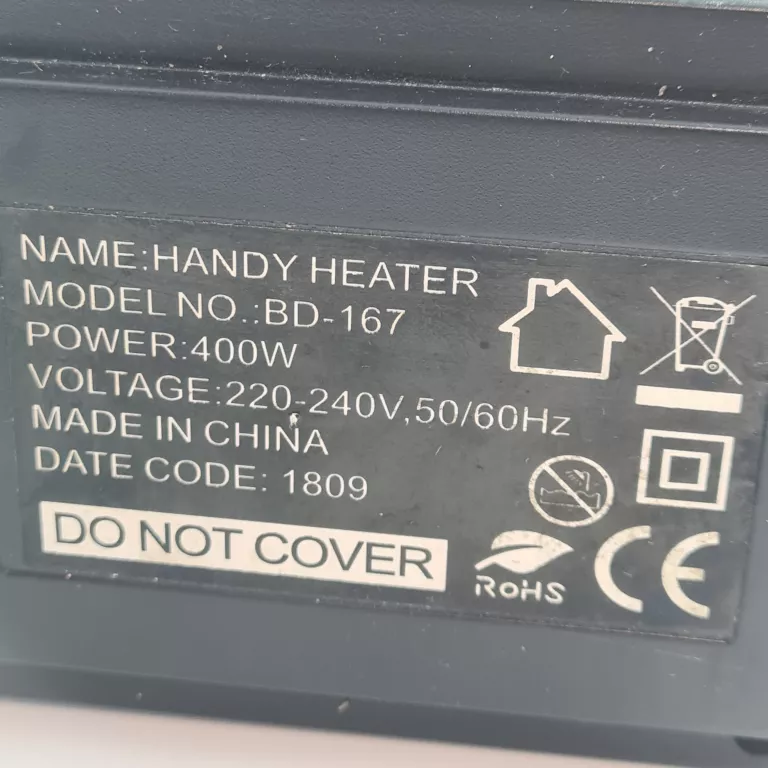 NAME:HANDY HEATER
MODEL NO.:BD-167
POWER:400W
VOLTAGE:220-240V,50/60Hz
MADE IN CHINA
DATE CODE: 1809
DO NOT COVER
RoHS
CE